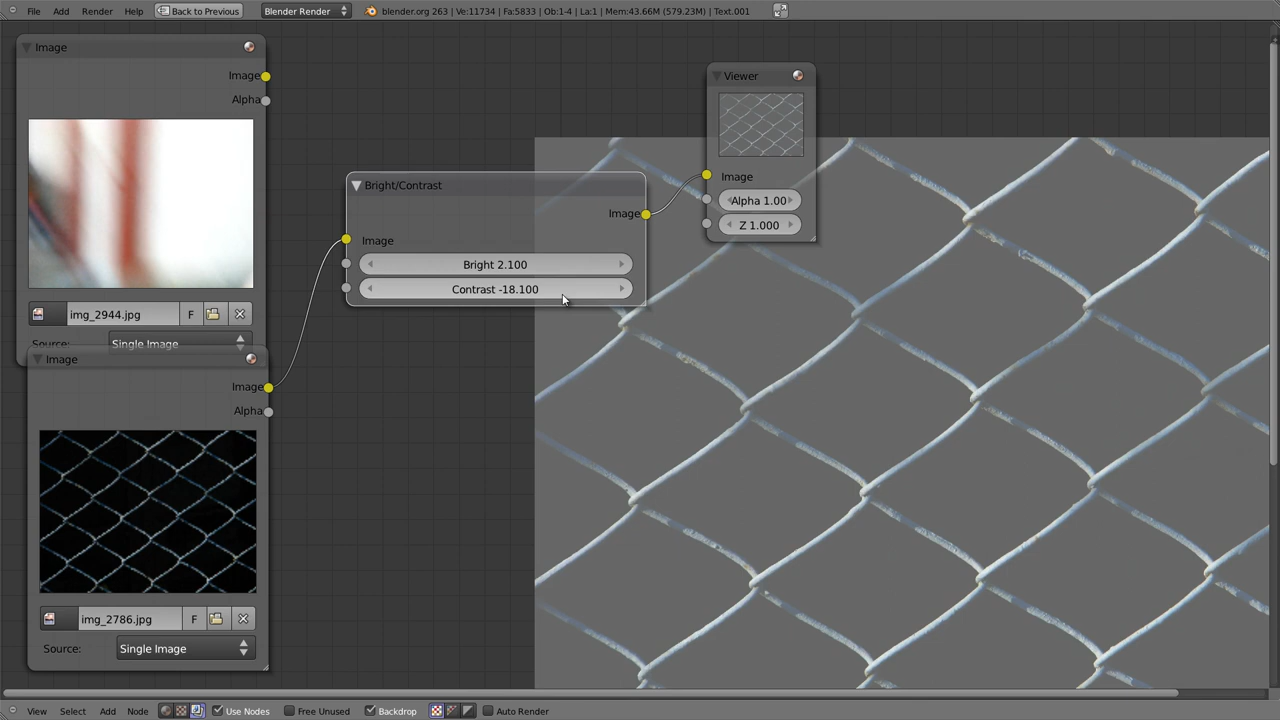 File Add Render Help Back to Previous Blender Render blender.org 263 | Ve:11734 | Fa:5833 | Ob:1-4 | La:1 | Mem:43.66M (579.23M) | Text.001
Image
Image
Alpha
img_2944.jpg F
Source: Single Image
Image
Image
Alpha
img_2786.jpg F
Source: Single Image
Bright/Contrast
Image
Image
Bright 2.100
Contrast -18.100
Viewer
Image
Alpha 1.00
Z 1.000
View Select Add Node Use Nodes Free Unused Backdrop Auto Render